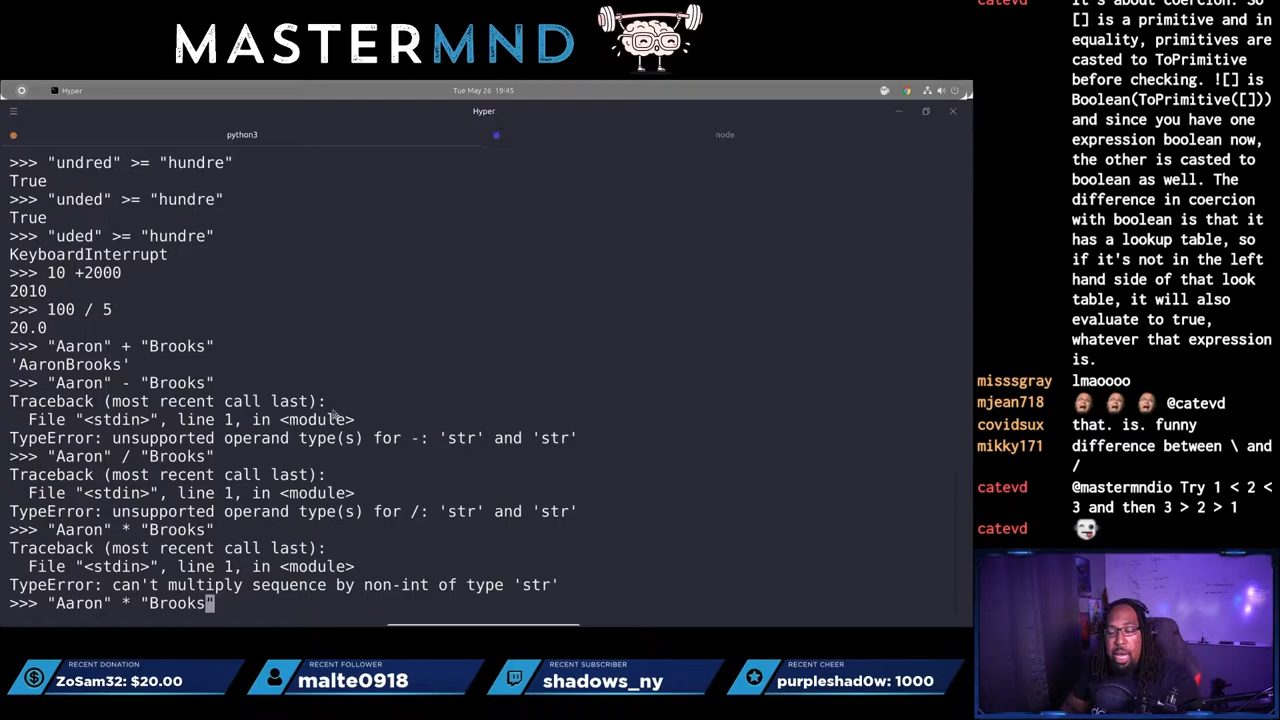 MASTERMND
Hyper
Tue May 26 19:45
Hyper
python3
node
>>> "undred" >= "hundre"
True
>>> "unded" >= "hundre"
True
>>> "uded" >= "hundre"
KeyboardInterrupt
>>> 10 +2000
2010
>>> 100 / 5
20.0
>>> "Aaron" + "Brooks"
'AaronBrooks'
>>> "Aaron" - "Brooks"
Traceback (most recent call last):
File "<stdin>", line 1, in <module>
TypeError: unsupported operand type(s) for -: 'str' and 'str'
>>> "Aaron" / "Brooks"
Traceback (most recent call last):
File "<stdin>", line 1, in <module>
TypeError: unsupported operand type(s) for /: 'str' and 'str'
>>> "Aaron" * "Brooks"
Traceback (most recent call last):
File "<stdin>", line 1, in <module>
TypeError: can't multiply sequence by non-int of type 'str'
>>> "Aaron" * "Brooks"
catevd it's about coercion. So
[] is a primitive and in
equality, primitives are
casted to ToPrimitive
before checking. ![] is
Boolean(ToPrimitive([]))
and since you have one
expression boolean now,
the other is casted to
boolean as well. The
difference in coercion
with boolean is that it
has a lookup table, so
if it's not in the left
hand side of that look
table, it will also
evaluate to true,
whatever that expression
is.
misssgray lmaoooo
mjean718 @catevd
covidsux that. is. funny
mikky171 difference between \ and
/
catevd @mastermndio Try 1 < 2 <
3 and then 3 > 2 > 1
catevd
RECENT DONATION
ZoSam32: $20.00
RECENT FOLLOWER
malte0918
RECENT SUBSCRIBER
shadows_ny
RECENT CHEER
purpleshad0w: 1000